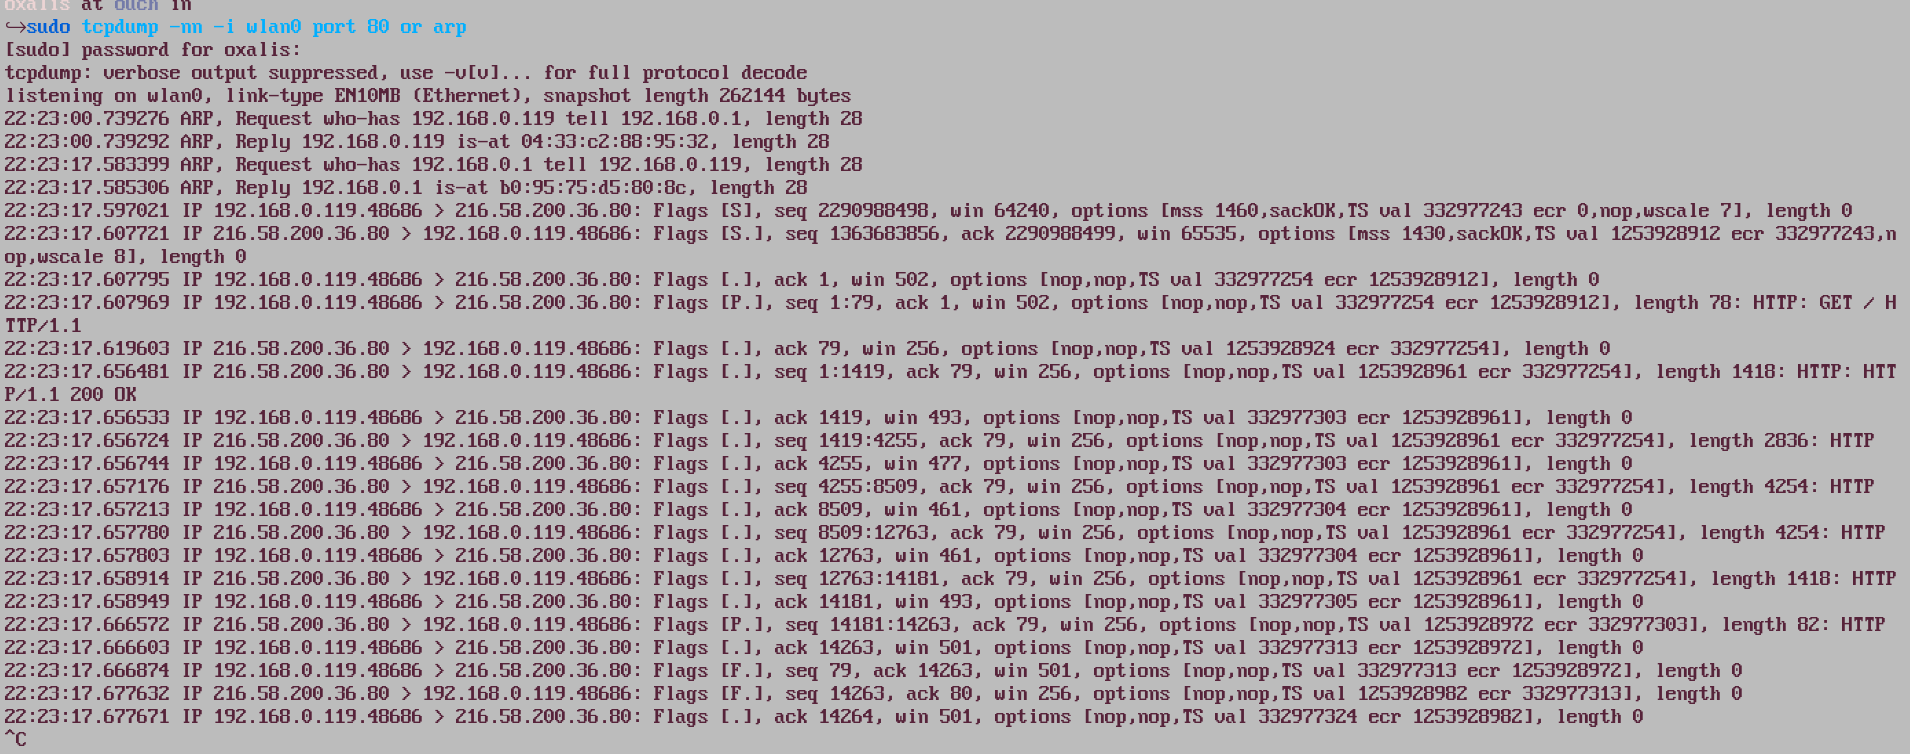 oxalis at ouch in
↪sudo tcpdump -nn -i wlan0 port 80 or arp
[sudo] password for oxalis:
tcpdump: verbose output suppressed, use -v[v]... for full protocol decode
listening on wlan0, link-type EN10MB (Ethernet), snapshot length 262144 bytes
22:23:00.739276 ARP, Request who-has 192.168.0.119 tell 192.168.0.1, length 28
22:23:00.739292 ARP, Reply 192.168.0.119 is-at 04:33:c2:88:95:32, length 28
22:23:17.583399 ARP, Request who-has 192.168.0.1 tell 192.168.0.119, length 28
22:23:17.585306 ARP, Reply 192.168.0.1 is-at b0:95:75:d5:80:8c, length 28
22:23:17.597021 IP 192.168.0.119.48686 > 216.58.200.36.80: Flags [S], seq 2290988498, win 64240, options [mss 1460,sackOK,TS val 332977243 ecr 0,nop,wscale 7], length 0
22:23:17.607721 IP 216.58.200.36.80 > 192.168.0.119.48686: Flags [S.], seq 1363683856, ack 2290988499, win 65535, options [mss 1430,sackOK,TS val 1253928912 ecr 332977243,n
op,wscale 8], length 0
22:23:17.607795 IP 192.168.0.119.48686 > 216.58.200.36.80: Flags [.], ack 1, win 502, options [nop,nop,TS val 332977254 ecr 1253928912], length 0
22:23:17.607969 IP 192.168.0.119.48686 > 216.58.200.36.80: Flags [P.], seq 1:79, ack 1, win 502, options [nop,nop,TS val 332977254 ecr 1253928912], length 78: HTTP: GET / H
TTP/1.1
22:23:17.619603 IP 216.58.200.36.80 > 192.168.0.119.48686: Flags [.], ack 79, win 256, options [nop,nop,TS val 1253928924 ecr 332977254], length 0
22:23:17.656481 IP 216.58.200.36.80 > 192.168.0.119.48686: Flags [.], seq 1:1419, ack 79, win 256, options [nop,nop,TS val 1253928961 ecr 332977254], length 1418: HTTP: HTT
P/1.1 200 OK
22:23:17.656533 IP 192.168.0.119.48686 > 216.58.200.36.80: Flags [.], ack 1419, win 493, options [nop,nop,TS val 332977303 ecr 1253928961], length 0
22:23:17.656724 IP 216.58.200.36.80 > 192.168.0.119.48686: Flags [.], seq 1419:4255, ack 79, win 256, options [nop,nop,TS val 1253928961 ecr 332977254], length 2836: HTTP
22:23:17.656744 IP 192.168.0.119.48686 > 216.58.200.36.80: Flags [.], ack 4255, win 477, options [nop,nop,TS val 332977303 ecr 1253928961], length 0
22:23:17.657176 IP 216.58.200.36.80 > 192.168.0.119.48686: Flags [.], seq 4255:8509, ack 79, win 256, options [nop,nop,TS val 1253928961 ecr 332977254], length 4254: HTTP
22:23:17.657213 IP 192.168.0.119.48686 > 216.58.200.36.80: Flags [.], ack 8509, win 461, options [nop,nop,TS val 332977304 ecr 1253928961], length 0
22:23:17.657780 IP 216.58.200.36.80 > 192.168.0.119.48686: Flags [.], seq 8509:12763, ack 79, win 256, options [nop,nop,TS val 1253928961 ecr 332977254], length 4254: HTTP
22:23:17.657803 IP 192.168.0.119.48686 > 216.58.200.36.80: Flags [.], ack 12763, win 461, options [nop,nop,TS val 332977304 ecr 1253928961], length 0
22:23:17.658914 IP 216.58.200.36.80 > 192.168.0.119.48686: Flags [.], seq 12763:14181, ack 79, win 256, options [nop,nop,TS val 1253928961 ecr 332977254], length 1418: HTTP
22:23:17.658949 IP 192.168.0.119.48686 > 216.58.200.36.80: Flags [.], ack 14181, win 493, options [nop,nop,TS val 332977305 ecr 1253928961], length 0
22:23:17.666572 IP 216.58.200.36.80 > 192.168.0.119.48686: Flags [P.], seq 14181:14263, ack 79, win 256, options [nop,nop,TS val 1253928972 ecr 332977303], length 82: HTTP
22:23:17.666603 IP 192.168.0.119.48686 > 216.58.200.36.80: Flags [.], ack 14263, win 501, options [nop,nop,TS val 332977313 ecr 1253928972], length 0
22:23:17.666874 IP 192.168.0.119.48686 > 216.58.200.36.80: Flags [F.], seq 79, ack 14263, win 501, options [nop,nop,TS val 332977313 ecr 1253928972], length 0
22:23:17.677632 IP 216.58.200.36.80 > 192.168.0.119.48686: Flags [F.], seq 14263, ack 80, win 256, options [nop,nop,TS val 1253928982 ecr 332977313], length 0
22:23:17.677671 IP 192.168.0.119.48686 > 216.58.200.36.80: Flags [.], ack 14264, win 501, options [nop,nop,TS val 332977324 ecr 1253928982], length 0
^C